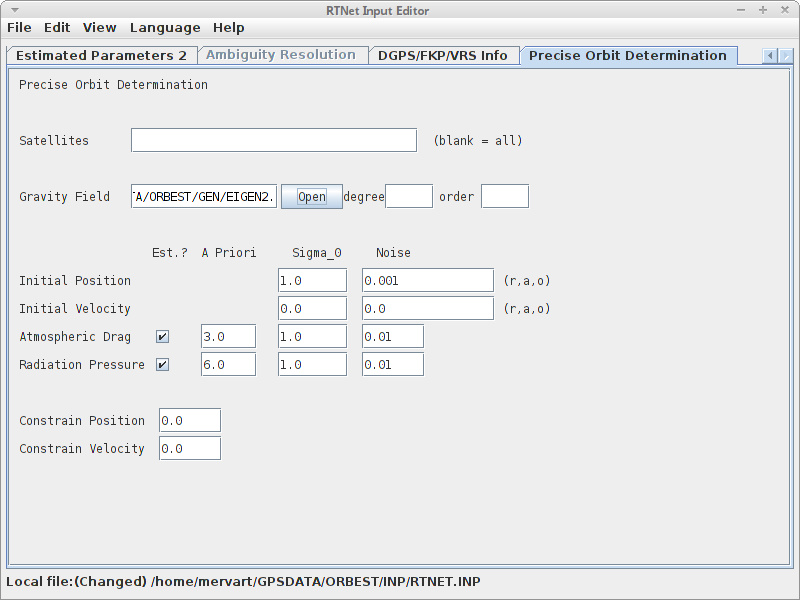 RTNet Input Editor
File Edit View Language Help
Estimated Parameters 2 Ambiguity Resolution DGPS/FKP/VRS Info Precise Orbit Determination
Precise Orbit Determination
Satellites (blank = all)
Gravity Field A/ORBEST/GEN/EIGEN2. Open degree order
Est.? A Priori Sigma_0 Noise
Initial Position 1.0 0.001 (r,a,o)
Initial Velocity 0.0 0.0 (r,a,o)
Atmospheric Drag 3.0 1.0 0.01
Radiation Pressure 6.0 1.0 0.01
Constrain Position 0.0
Constrain Velocity 0.0
Local file:(Changed) /home/mervart/GPSDATA/ORBEST/INP/RTNET.INP